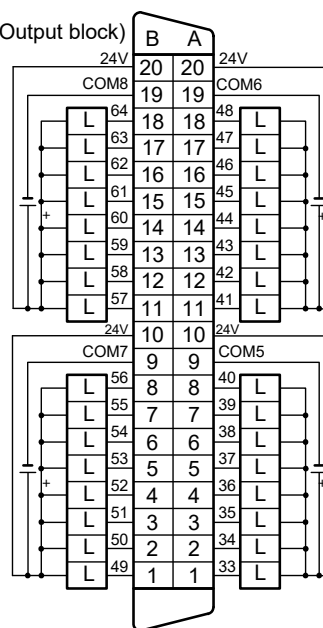 Output block) B A
24V 20 20 24V
COM8 19 19 COM6
64 L 18 18 48 L
63 L 17 17 47 L
62 L 16 16 46 L
61 L 15 15 45 L
60 L 14 14 44 L
59 L 13 13 43 L
58 L 12 12 42 L
57 L 11 11 41 L
24V 10 10 24V
COM7 9 9 COM5
56 L 8 8 40 L
55 L 7 7 39 L
54 L 6 6 38 L
53 L 5 5 37 L
52 L 4 4 36 L
51 L 3 3 35 L
50 L 2 2 34 L
49 L 1 1 33 L
+ +
+ +